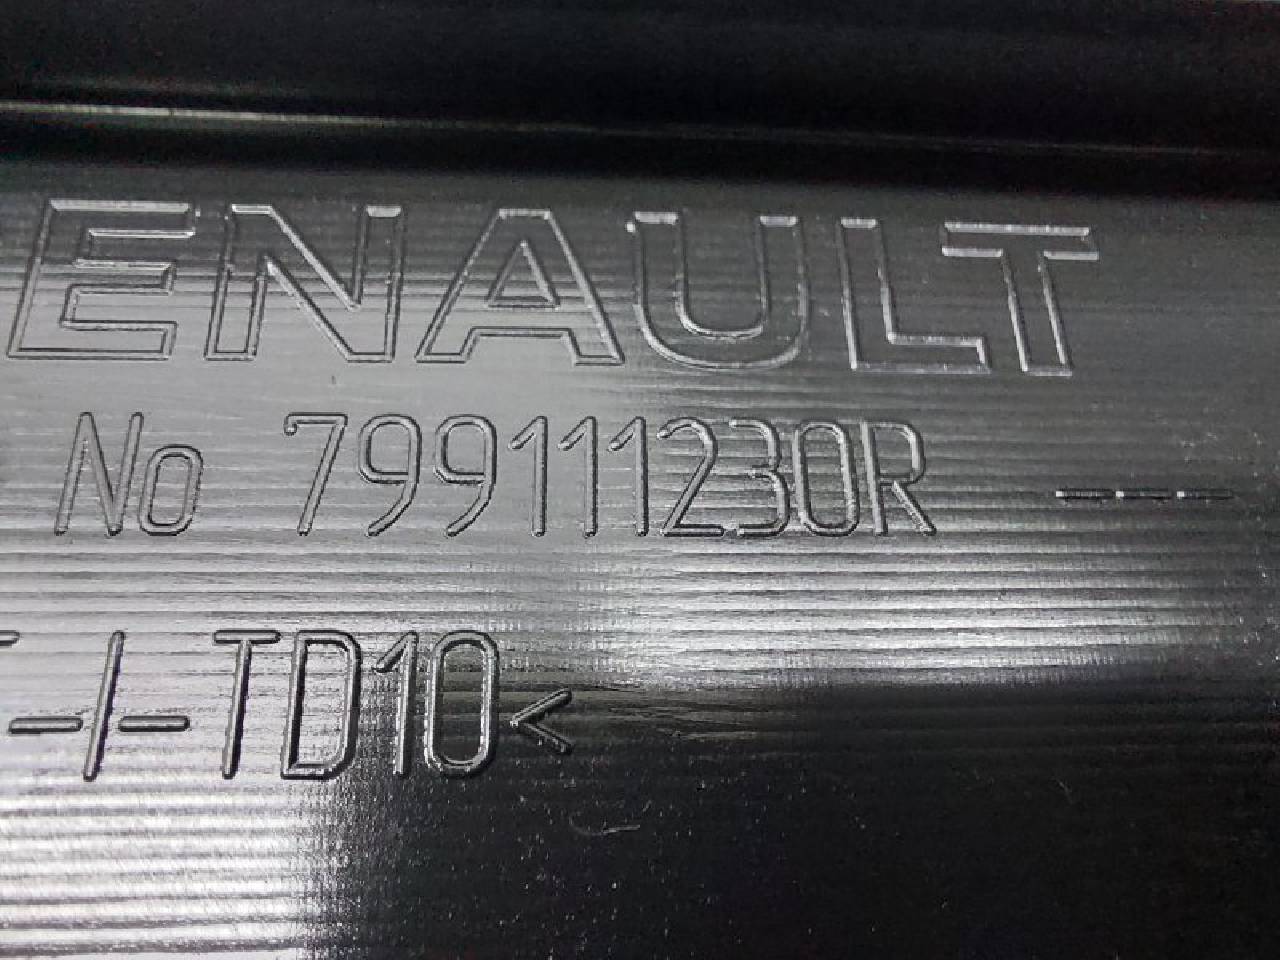 ENAULT
No 799111230R ---
T-I-TD10<